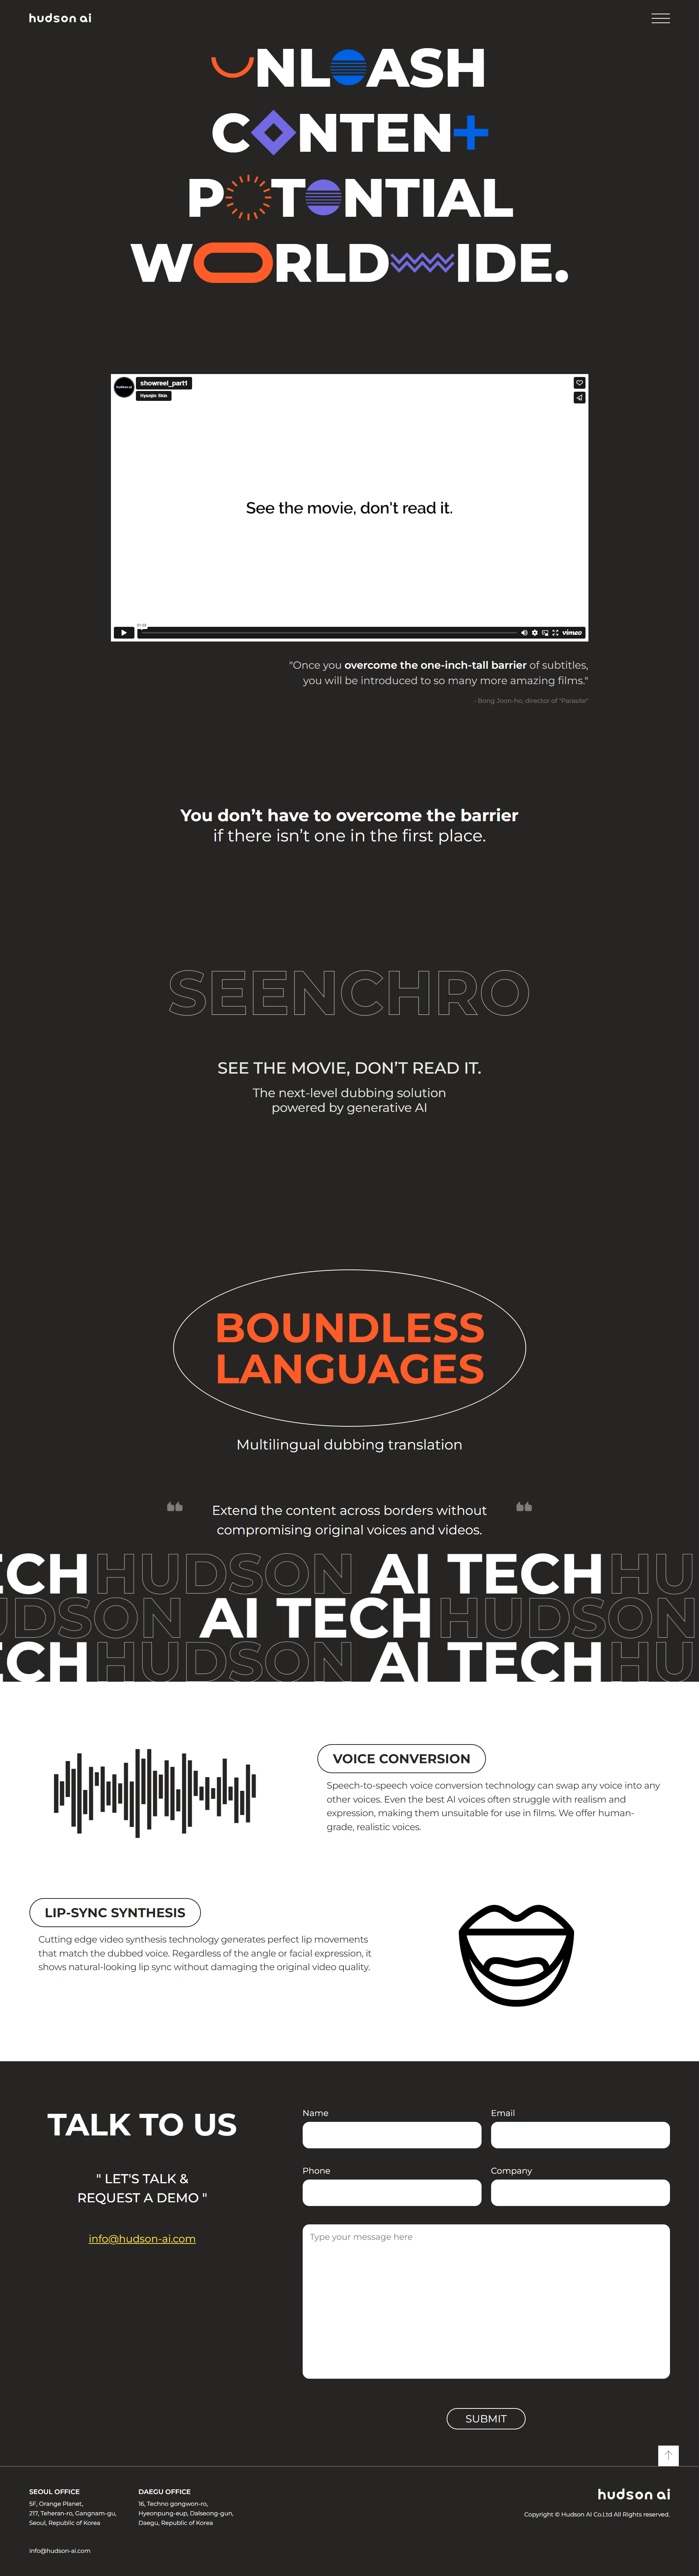 hudson ai
UNLEASH
CONTENT
POTENTIAL
WORLDWIDE.
hudson ai
showreel_part1
Hyunjin Shin
See the movie, don't read it.
vimeo
"Once you overcome the one-inch-tall barrier of subtitles,
you will be introduced to so many more amazing films."
- Bong Joon-ho, director of "Parasite"
You don’t have to overcome the barrier
if there isn’t one in the first place.
SEENCHRO
SEE THE MOVIE, DON’T READ IT.
The next-level dubbing solution
powered by generative AI
BOUNDLESS
LANGUAGES
Multilingual dubbing translation
Extend the content across borders without
compromising original voices and videos.
ECH HUDSON AI TECH HU
UDSON AI TECH HUDSON
ECH HUDSON AI TECH HU
VOICE CONVERSION
Speech-to-speech voice conversion technology can swap any voice into any
other voices. Even the best AI voices often struggle with realism and
expression, making them unsuitable for use in films. We offer human-
grade, realistic voices.
LIP-SYNC SYNTHESIS
Cutting edge video synthesis technology generates perfect lip movements
that match the dubbed voice. Regardless of the angle or facial expression, it
shows natural-looking lip sync without damaging the original video quality.
TALK TO US
" LET'S TALK &
REQUEST A DEMO "
info@hudson-ai.com
Name
Email
Phone
Company
Type your message here
SUBMIT
SEOUL OFFICE
5F, Orange Planet,
217, Teheran-ro, Gangnam-gu,
Seoul, Republic of Korea
DAEGU OFFICE
16, Techno gongwon-ro,
Hyeonpung-eup, Dalseong-gun,
Daegu, Republic of Korea
info@hudson-ai.com
hudson ai
Copyright © Hudson AI Co.Ltd All Rights reserved.